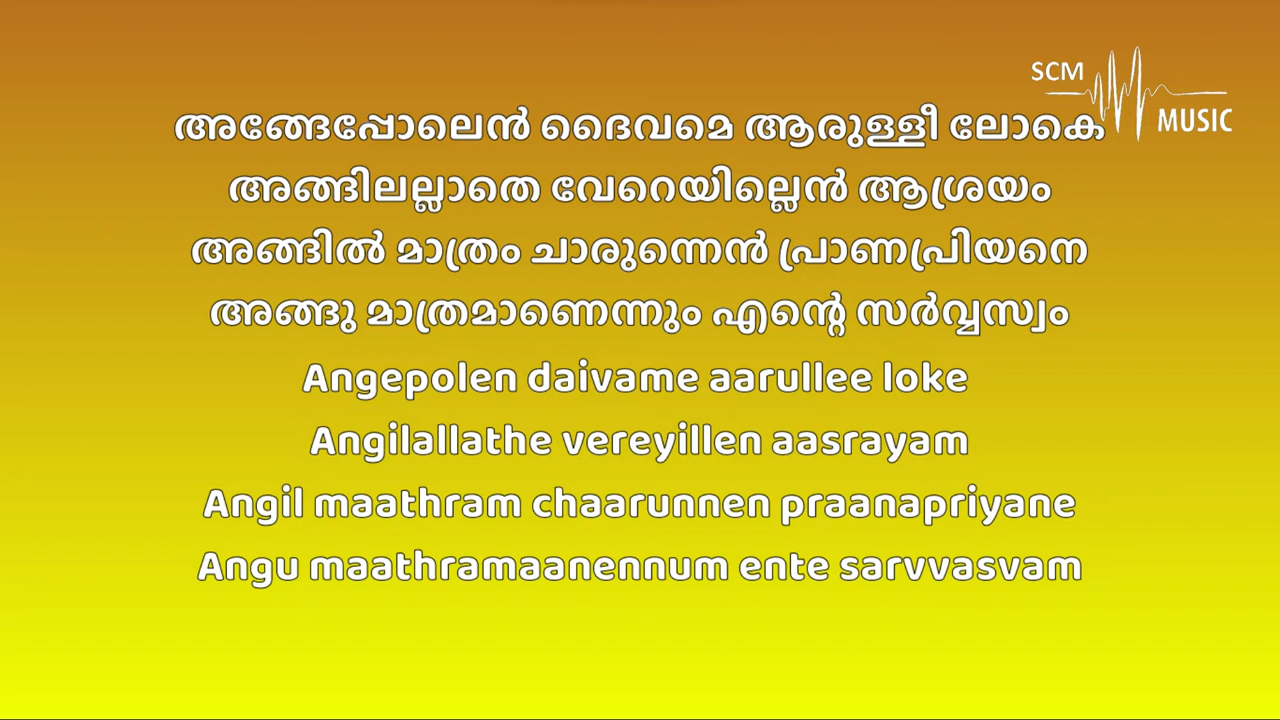 SCM
MUSIC
അങ്ങേപ്പോലെൻ ദൈവമെ ആരുള്ളീ ലോകെ
അങ്ങിലല്ലാതെ വേറെയില്ലെൻ ആശ്രയം
അങ്ങിൽ മാത്രം ചാരുന്നെൻ പ്രാണപ്രിയനെ
അങ്ങു മാത്രമാണെന്നും എന്റെ സർവ്വസ്വം
Angepolen daivame aarullee loke
Angilallathe vereyillen aasrayam
Angil maathram chaarunnen praanapriyane
Angu maathramaanennum ente sarvvasvam